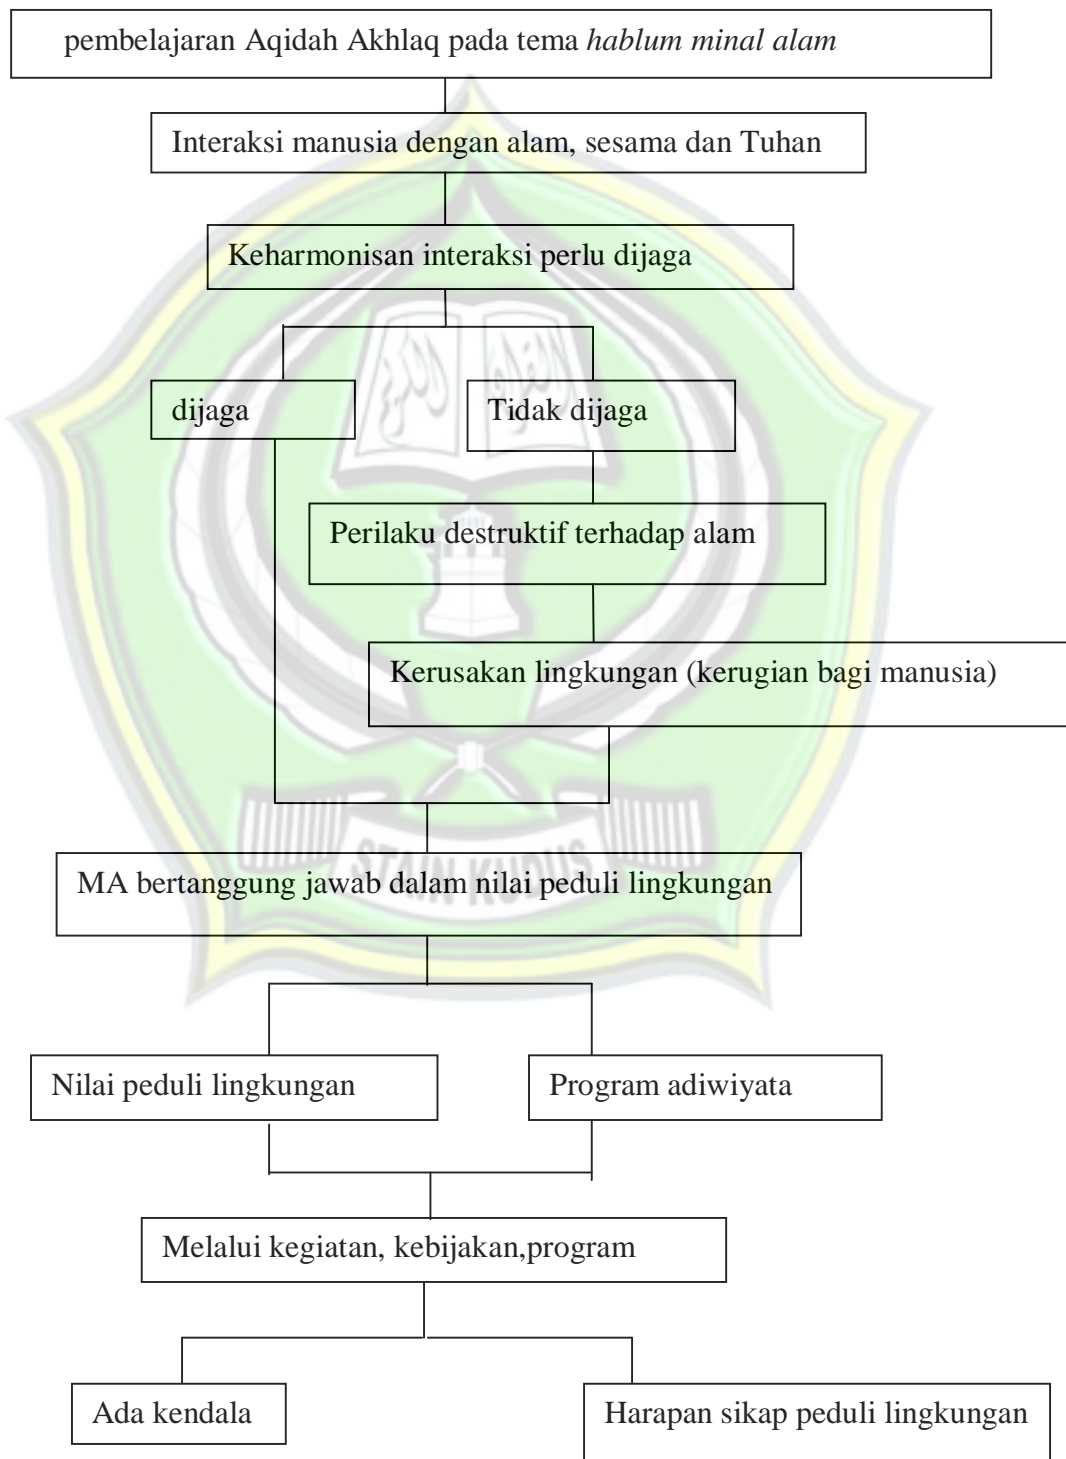 pembelajaran Aqidah Akhlaq pada tema hablum minal alam
Interaksi manusia dengan alam, sesama dan Tuhan
Keharmonisan interaksi perlu dijaga
dijaga
Tidak dijaga
Perilaku destruktif terhadap alam
Kerusakan lingkungan (kerugian bagi manusia)
STAIN KUDUS
MA bertanggung jawab dalam nilai peduli lingkungan
Nilai peduli lingkungan
Program adiwiyata
Melalui kegiatan, kebijakan,program
Ada kendala
Harapan sikap peduli lingkungan